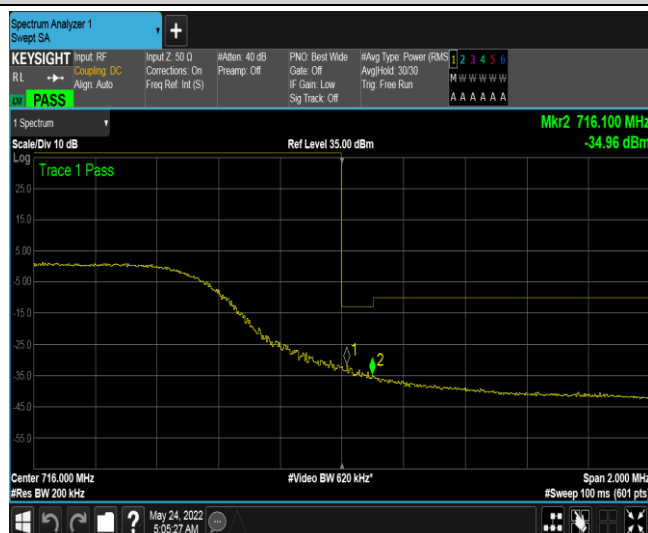 Spectrum Analyzer 1
Swept SA
+
KEYSIGHT Input: RF Input Z: 50 Ω #Atten: 40 dB PNO: Best Wide #Avg Type: Power (RMS 1 2 3 4 5 6
RL Coupling: DC Corrections: On Preamp: Off Gate: Off Avg|Hold: 30/30 M W W W W W
Align: Auto Freq Ref: Int (S) IF Gain: Low Trig: Free Run
PASS Sig Track: Off A A A A A A
1 Spectrum Mkr2 716.100 MHz
Scale/Div 10 dB Ref Level 35.00 dBm -34.96 dBm
Log
Trace 1 Pass
25.0
15.0
5.00
-5.00
-15.0
-25.0
1
2
-35.0
-45.0
-55.0
Center 716.000 MHz #Video BW 620 kHz* Span 2.000 MHz
#Res BW 200 kHz #Sweep 100 ms (601 pts)
? May 24, 2022
5:05:27 AM